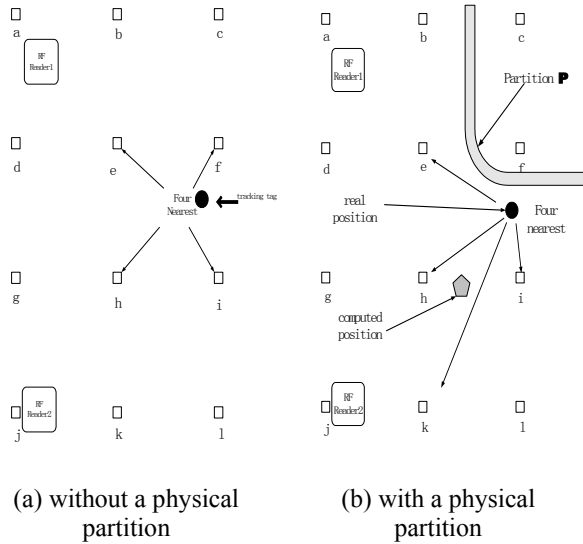 a b c
RF
Reader1
d e f
Four
Nearest
tracking tag
g h i
RF
Reader2
j k l
(a) without a physical
partition
a b c
RF
Reader1
Partition P
d e f
real
position
Four
nearest
g h i
computed
position
RF
Reader2
j k l
(b) with a physical
partition